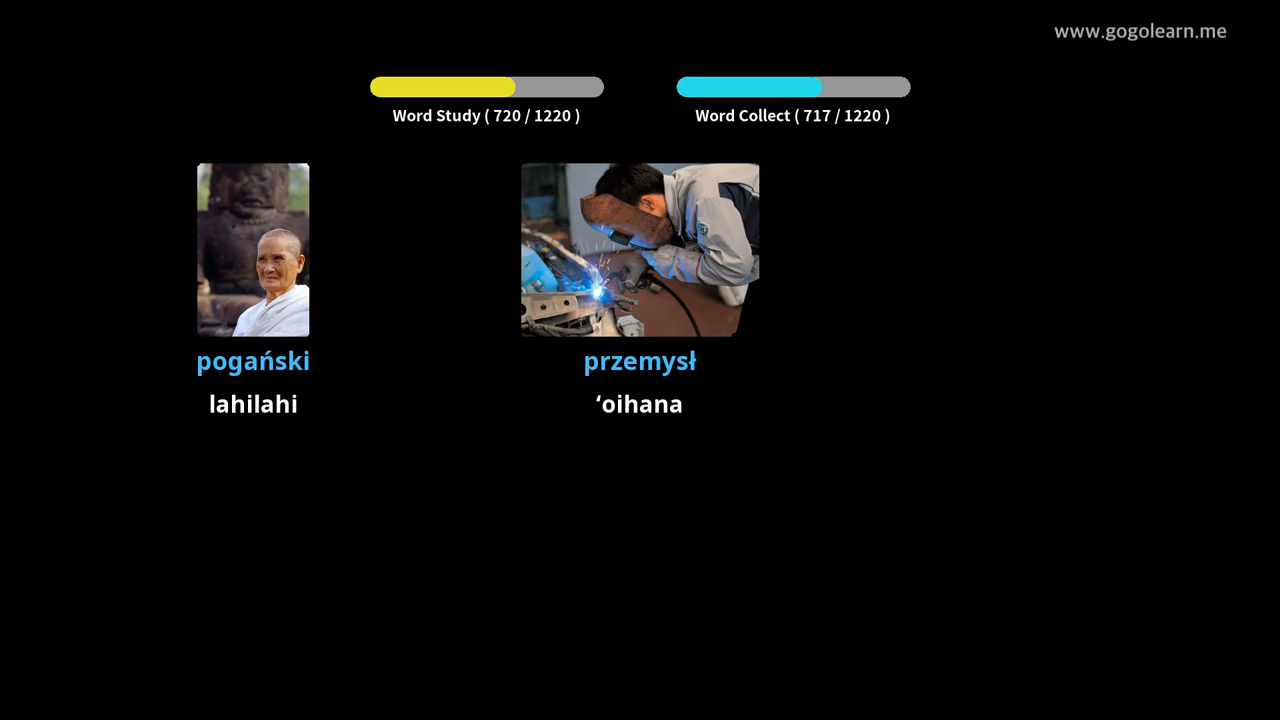 www.gogolearn.me
Word Study ( 720 / 1220 )
Word Collect ( 717 / 1220 )
pogański
lahilahi
przemysł
ʻoihana